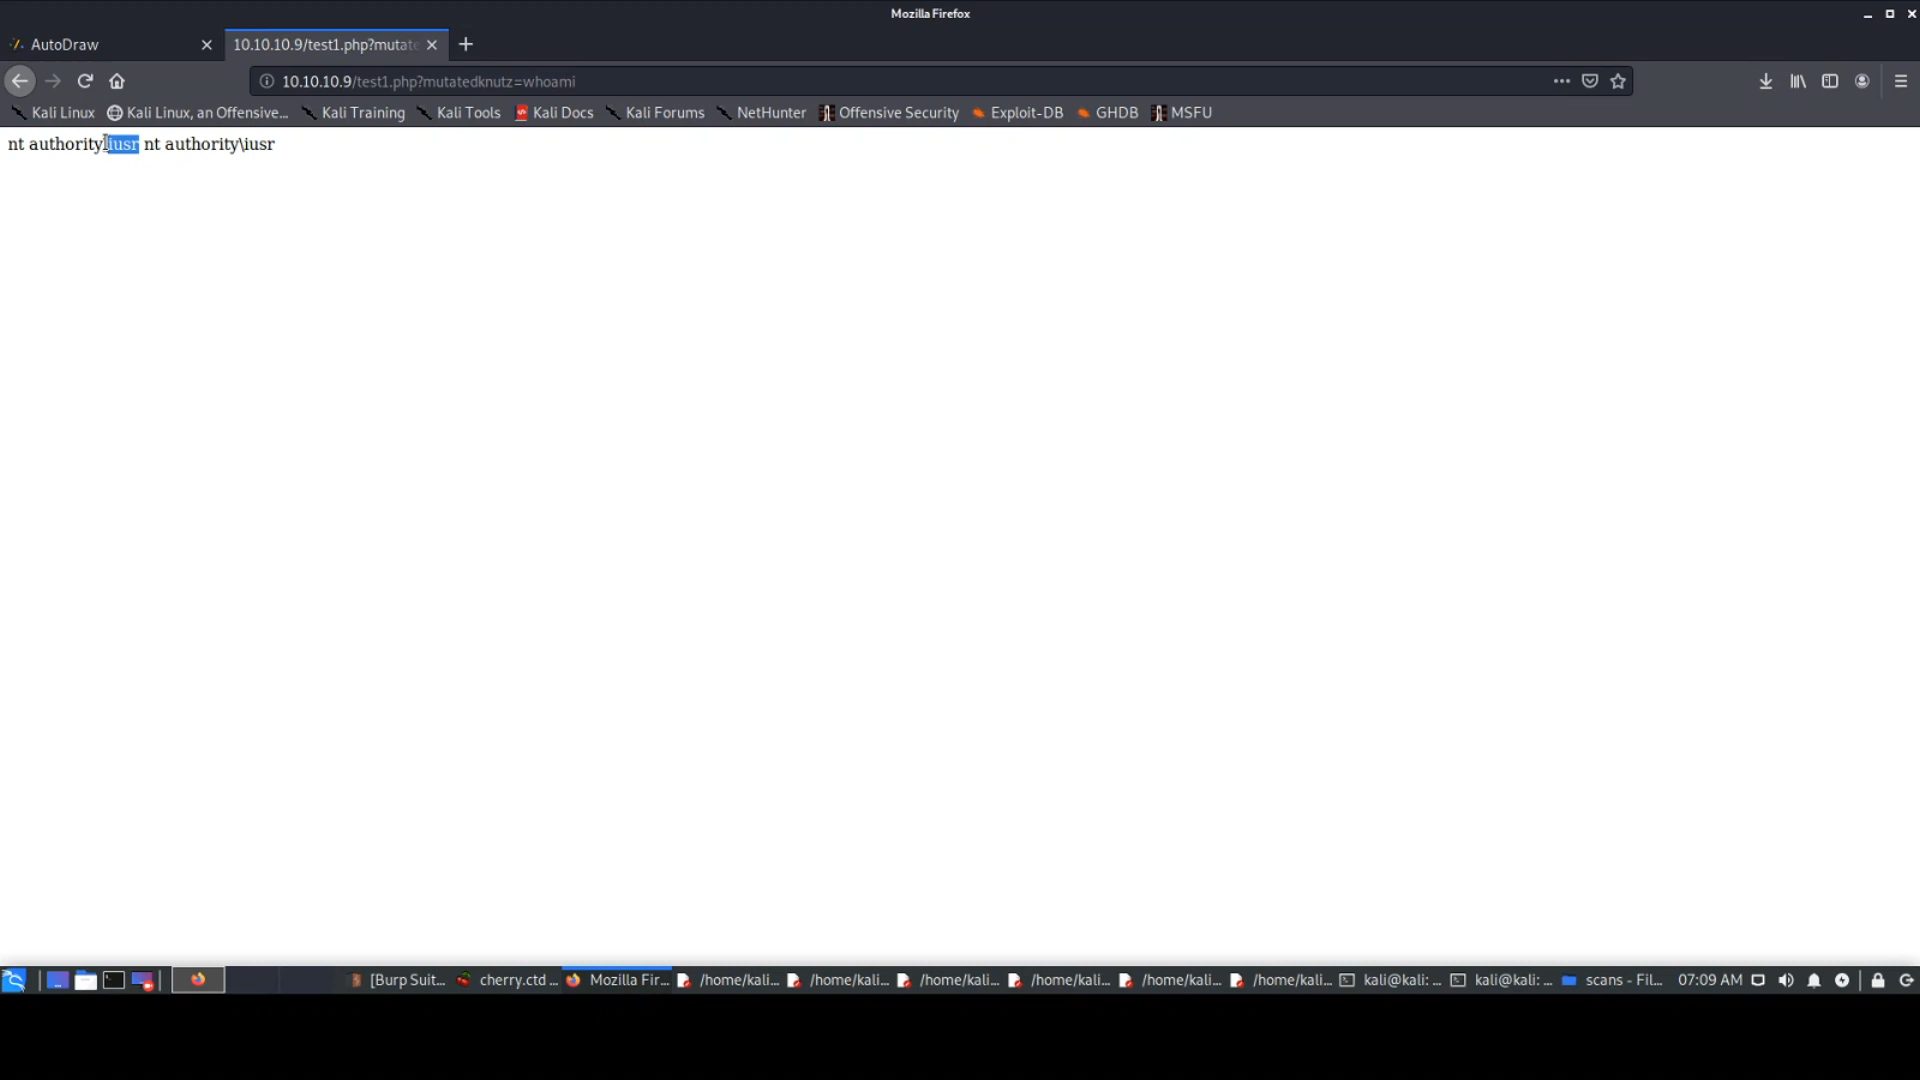 Mozilla Firefox
AutoDraw
10.10.10.9/test1.php?mutate
10.10.10.9/test1.php?mutatedknutz=whoami
Kali Linux Kali Linux, an Offensive... Kali Training Kali Tools Kali Docs Kali Forums NetHunter Offensive Security Exploit-DB GHDB MSFU
nt authority\iusr nt authority\iusr
[Burp Suit... cherry.ctd ... Mozilla Fir... /home/kali... /home/kali... /home/kali... /home/kali... /home/kali... /home/kali... kali@kali: ... kali@kali: ... scans - Fil... 07:09 AM